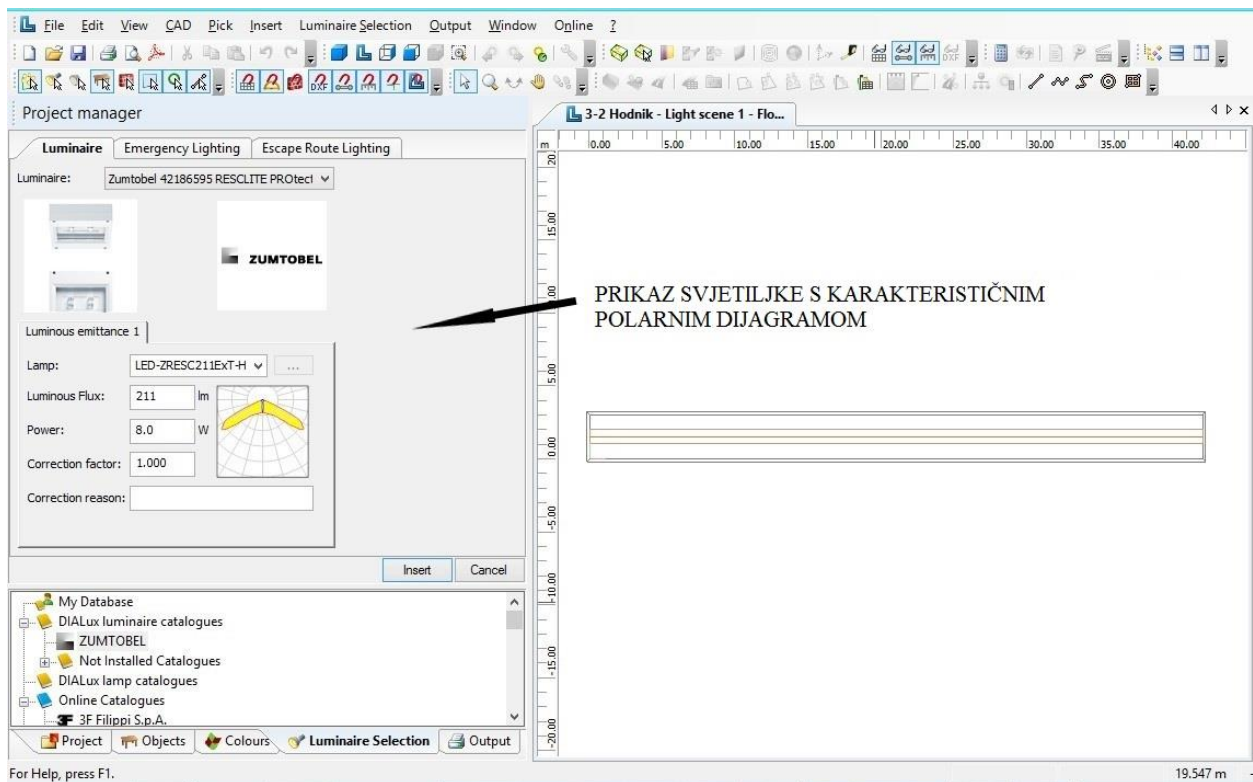 File Edit View CAD Pick Insert Luminaire Selection Output Window Online ?
Project manager
Luminaire Emergency Lighting Escape Route Lighting
Luminaire: Zumtobel 42186595 RESCLITE PROtect
ZUMTOBEL
Luminous emittance 1
Lamp: LED-ZRESC211ExT-H ...
Luminous Flux: 211 lm
Power: 8.0 W
Correction factor: 1.000
Correction reason:
Insert Cancel
My Database
DIALux luminaire catalogues
ZUMTOBEL
Not Installed Catalogues
DIALux lamp catalogues
Online Catalogues
3F Filippi S.p.A.
Project Objects Colours Luminaire Selection Output
For Help, press F1.
3-2 Hodnik - Light scene 1 - Flo...
m 0.00 5.00 10.00 15.00 20.00 25.00 30.00 35.00 40.00
20
15.00
.00
5.00
0.00
-5.00
-10.00
-15.00
-20.00
PRIKAZ SVJETILJKE S KARAKTERISTIČNIM
POLARNIM DIJAGRAMOM
19.547 m